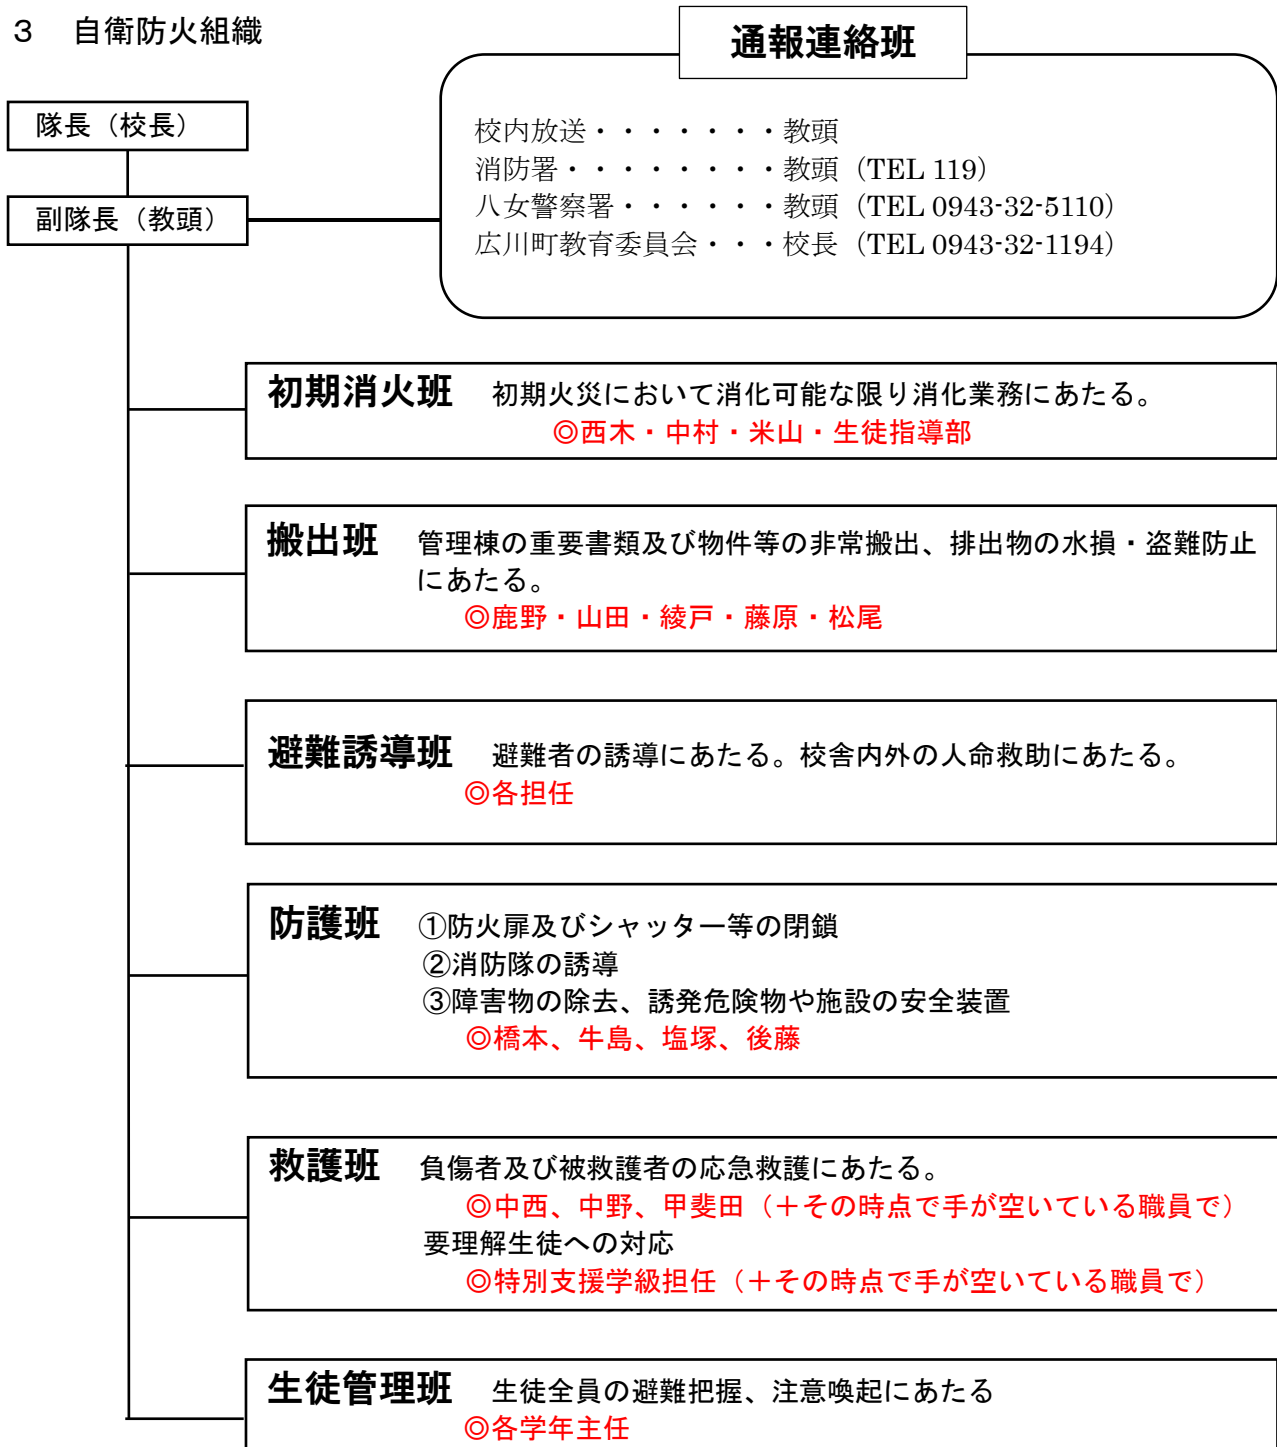 ３　自衛防火組織
通報連絡班
隊長（校長）
副隊長（教頭）
校内放送・・・・・・・教頭
消防署・・・・・・・・教頭（TEL 119）
八女警察署・・・・・・教頭（TEL 0943-32-5110）
広川町教育委員会・・・校長（TEL 0943-32-1194）
初期消火班　初期火災において消化可能な限り消化業務にあたる。
◎西木・中村・米山・生徒指導部
搬出班　管理棟の重要書類及び物件等の非常搬出、排出物の水損・盗難防止
にあたる。
◎鹿野・山田・綾戸・藤原・松尾
避難誘導班　避難者の誘導にあたる。校舎内外の人命救助にあたる。
◎各担任
防護班　①防火扉及びシャッター等の閉鎖
②消防隊の誘導
③障害物の除去、誘発危険物や施設の安全装置
◎橋本、牛島、塩塚、後藤
救護班　負傷者及び被救護者の応急救護にあたる。
◎中西、中野、甲斐田（＋その時点で手が空いている職員で）
要理解生徒への対応
◎特別支援学級担任（＋その時点で手が空いている職員で）
生徒管理班　生徒全員の避難把握、注意喚起にあたる
◎各学年主任